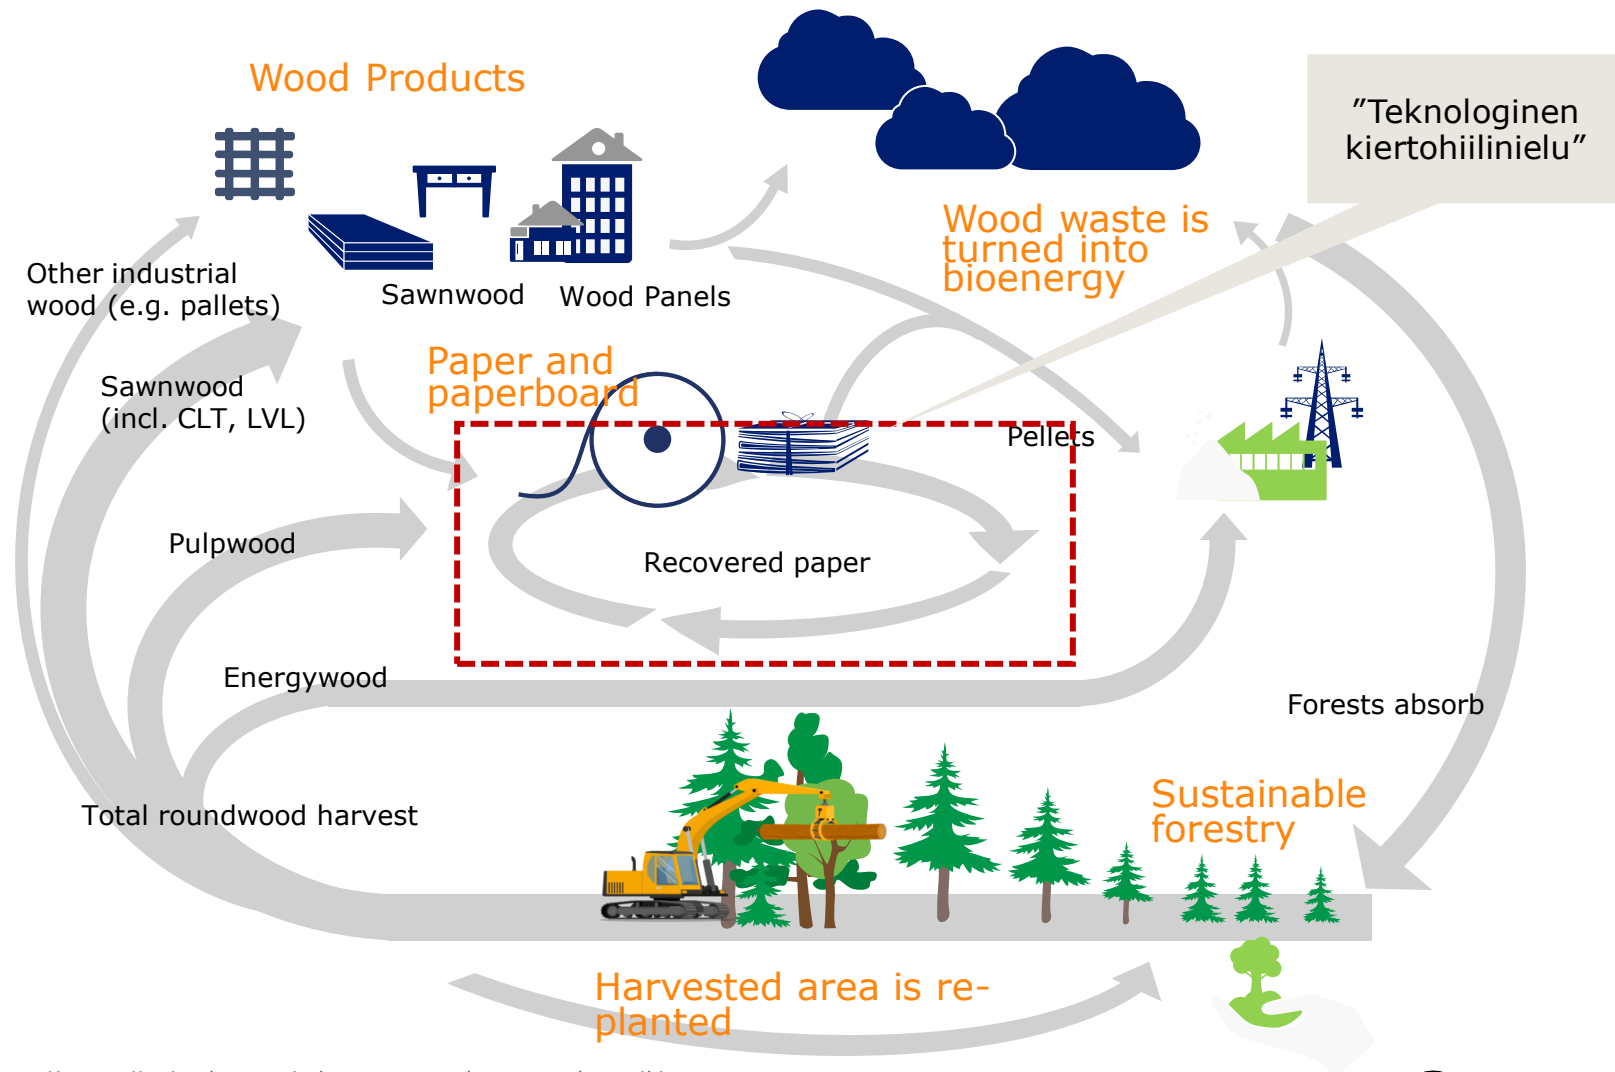 Wood Products
”Teknologinen
kiertohiilinielu”
Wood waste is
turned into
bioenergy
Other industrial
wood (e.g. pallets)
Sawnwood
Wood Panels
Paper and
paperboard
Sawnwood
(incl. CLT, LVL)
Pellets
Pulpwood
Recovered paper
Energywood
Forests absorb
Total roundwood harvest
Sustainable
forestry
Harvested area is re-
planted